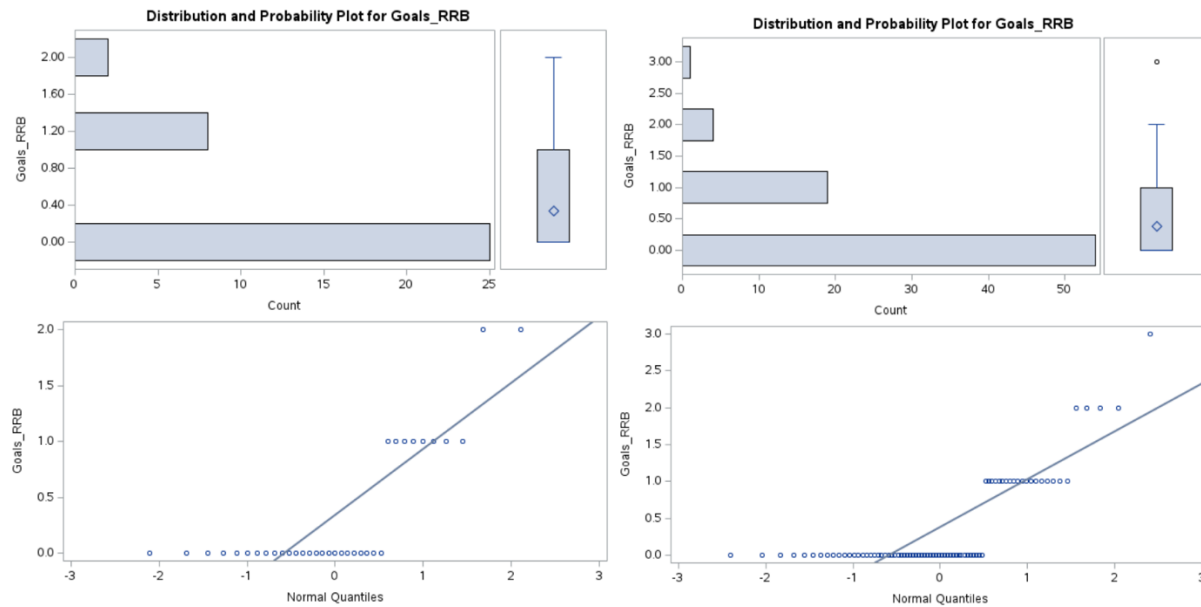 Distribution and Probability Plot for Goals_RRB
2.00
1.60
1.20
0.80
0.40
0.00
Goals_RRB
0 5 10 15 20 25
Count
2.0
1.5
1.0
0.5
0.0
Goals_RRB
-3 -2 -1 0 1 2 3
Normal Quantiles
Distribution and Probability Plot for Goals_RRB
3.00
2.50
2.00
1.50
1.00
0.50
0.00
Goals_RRB
0 10 20 30 40 50
Count
3.0
2.5
2.0
1.5
1.0
0.5
0.0
Goals_RRB
-3 -2 -1 0 1 2 3
Normal Quantiles